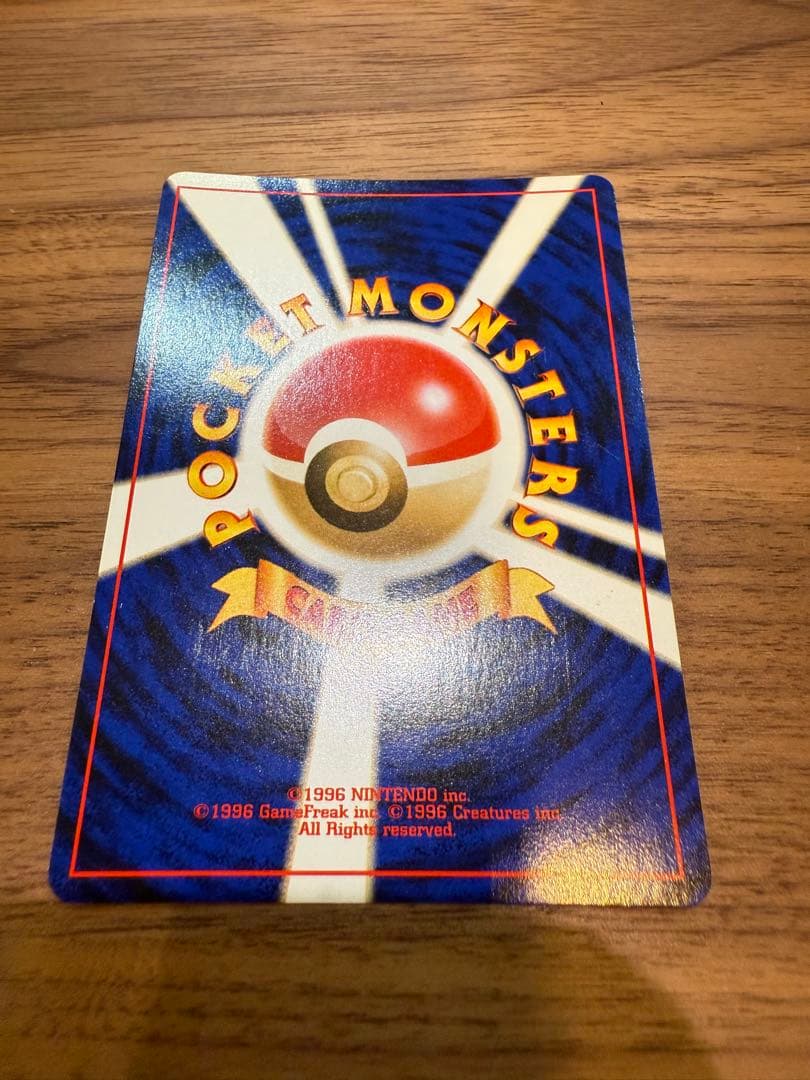 POCKET MONSTERS
©1996 NINTENDO inc.
©1996 GameFreak inc. ©1996 Creatures inc.
All Rights reserved.